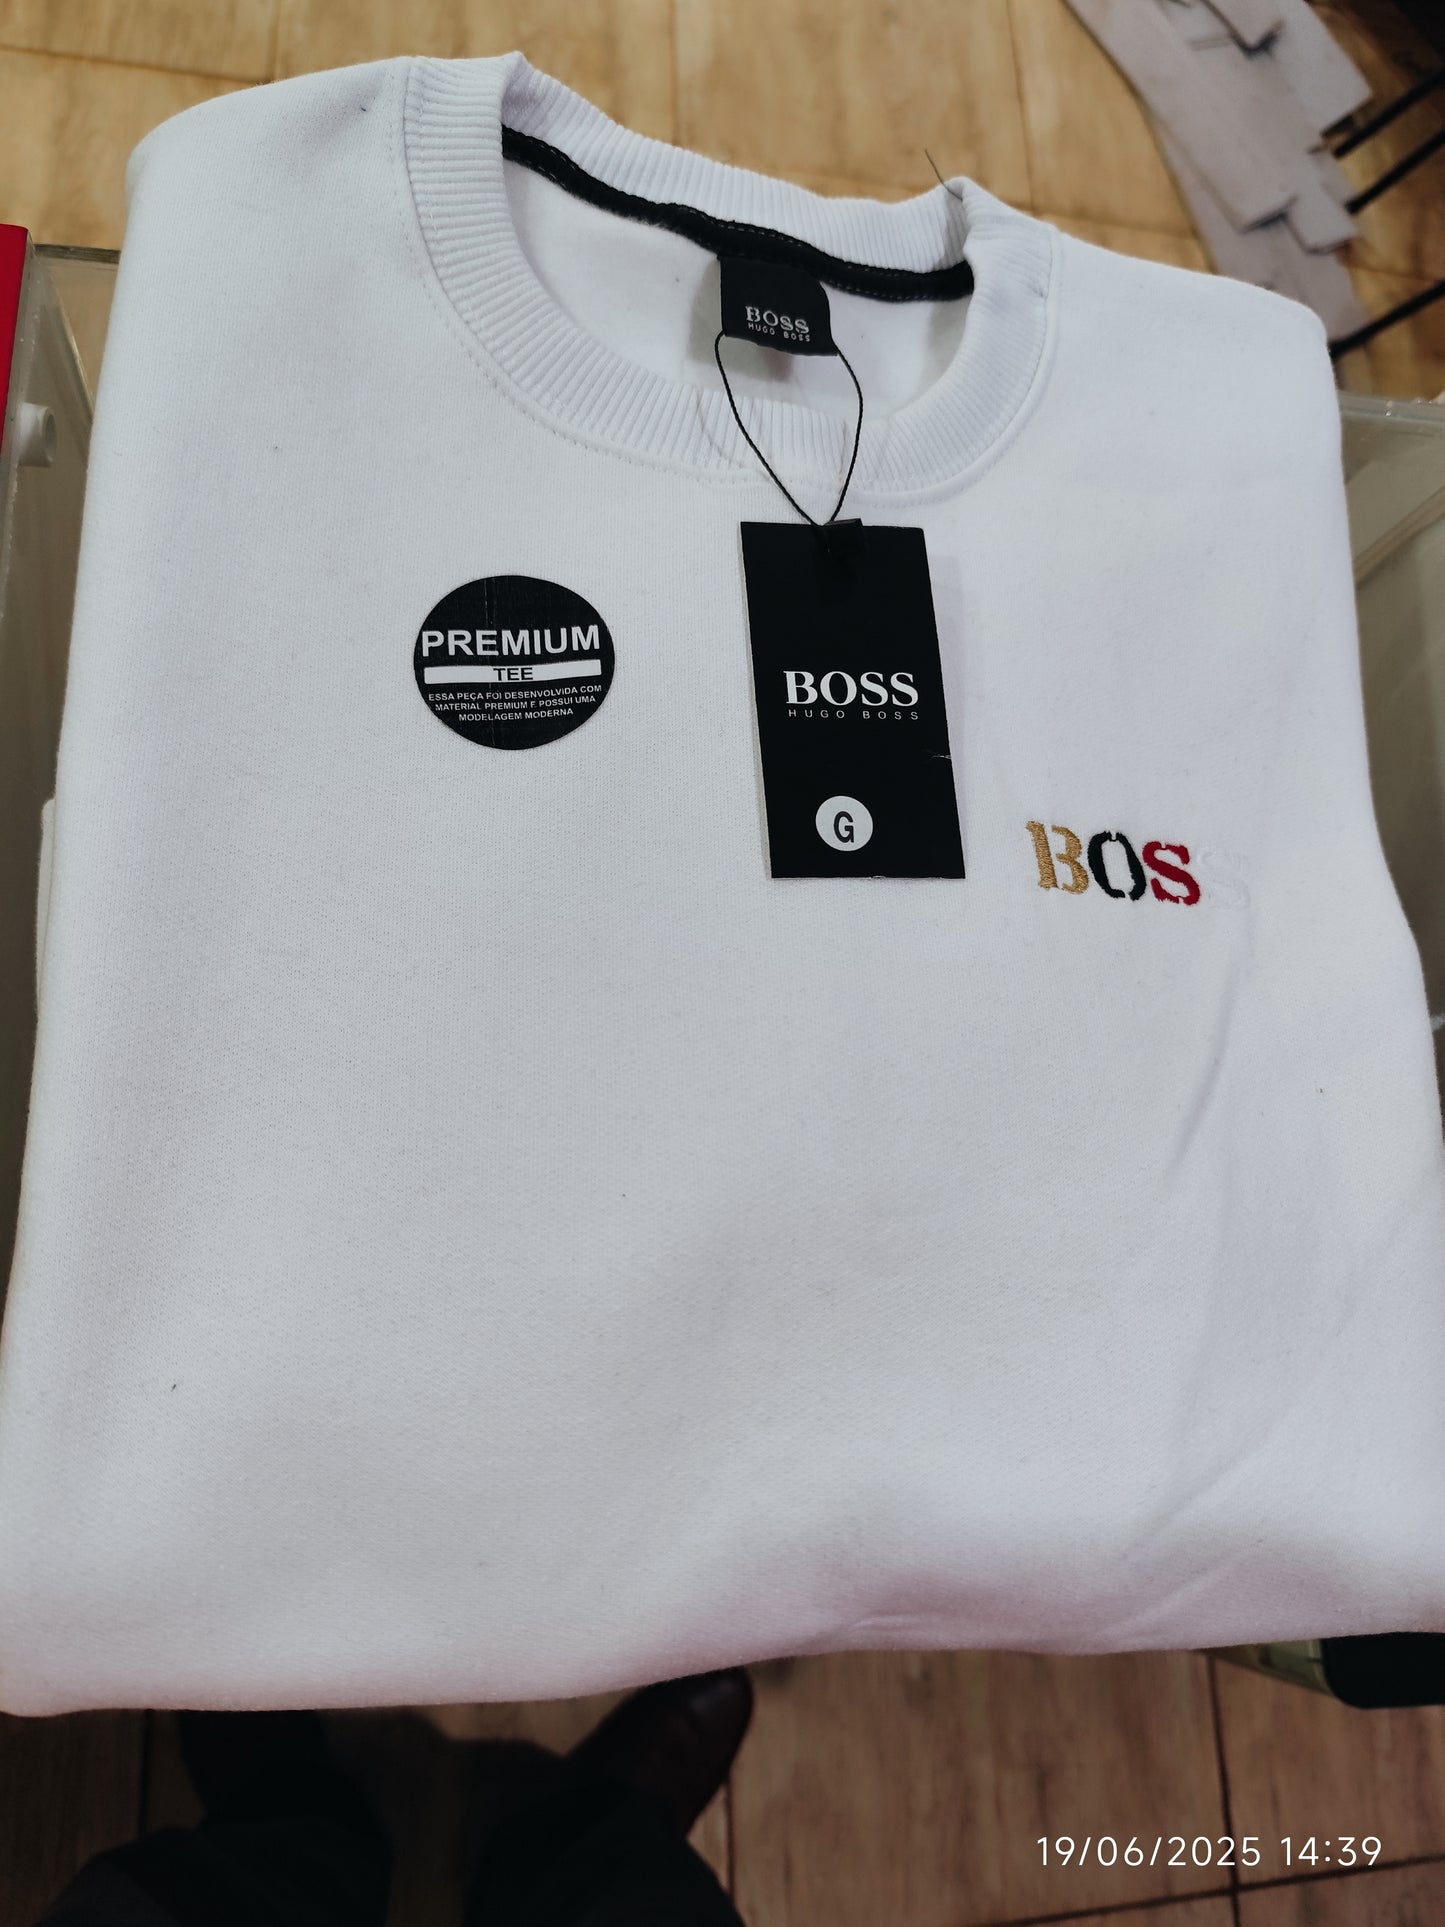 BOSS
HUGO BOSS
PREMIUM
TEE
ESSA PEÇA FOI DESENVOLVIDA COM
MATERIAL PREMIUM E POSSUI UMA
MODELAGEM MODERNA
BOSS
HUGO BOSS
G
BOSS
19/06/2025 14:39